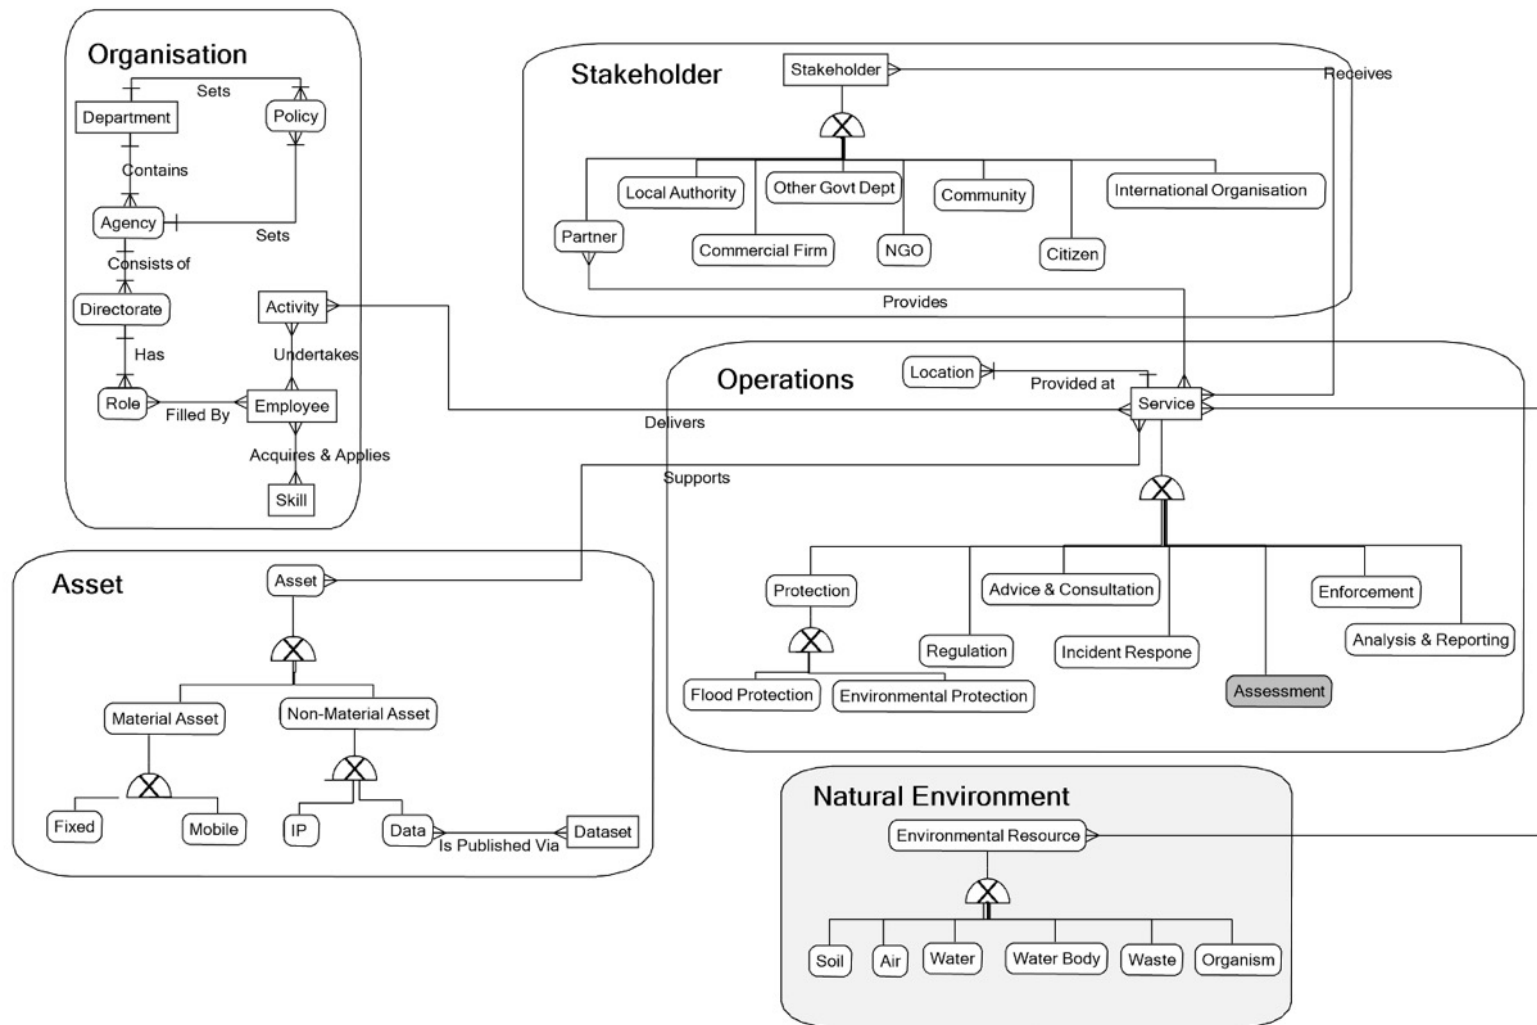 Organisation
Sets
Department
Policy
Contains
Agency
Sets
Consists of
Directorate
Activity
Has
Undertakes
Role
Filled By
Employee
Acquires & Applies
Skill
Stakeholder
Stakeholder
Receives
Local Authority
Other Govt Dept
Community
International Organisation
Partner
Commercial Firm
NGO
Citizen
Provides
Operations
Location
Provided at
Service
Delivers
Supports
Protection
Advice & Consultation
Enforcement
Regulation
Incident Respone
Analysis & Reporting
Flood Protection
Environmental Protection
Assessment
Asset
Asset
Material Asset
Non-Material Asset
Fixed
Mobile
IP
Data
Is Published Via
Dataset
Natural Environment
Environmental Resource
Soil
Air
Water
Water Body
Waste
Organism